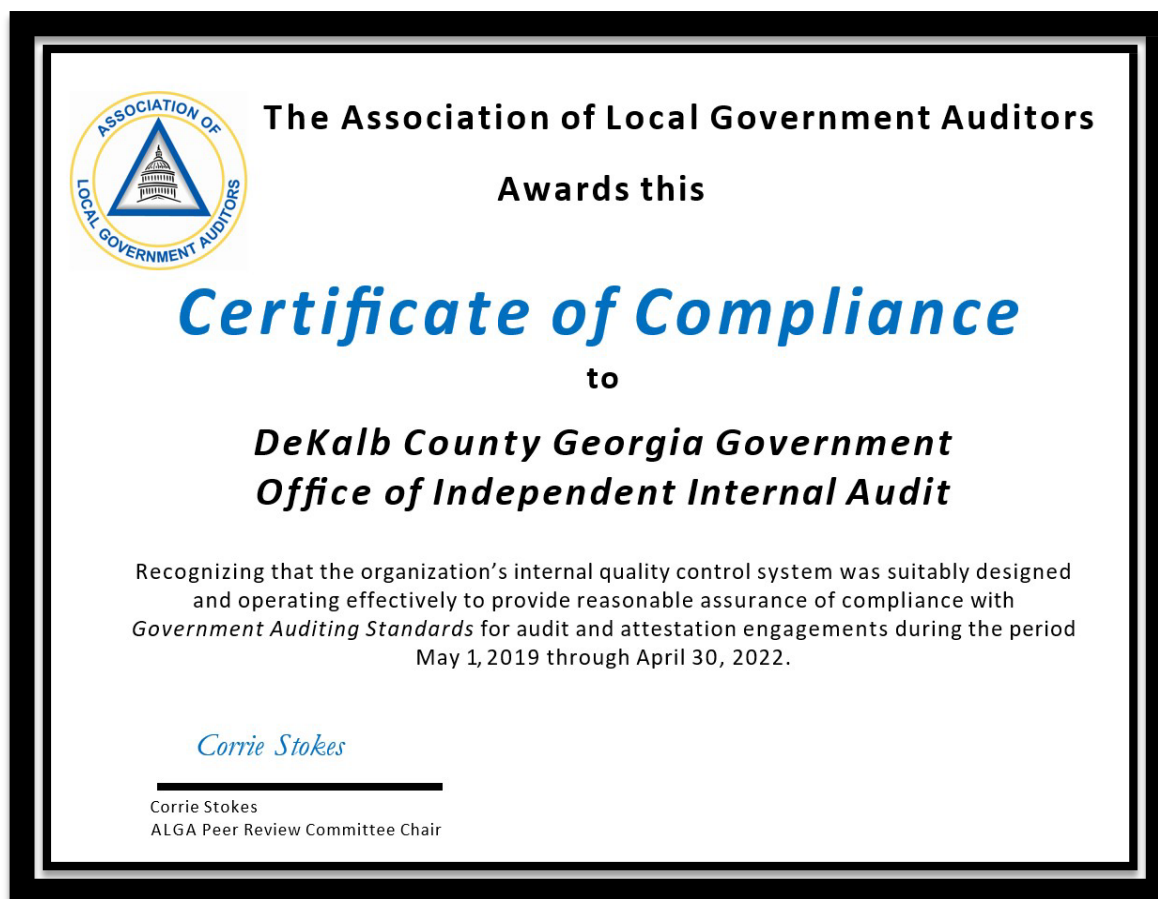 ASSOCIATION OF
LOCAL GOVERNMENT AUDITORS
The Association of Local Government Auditors
Awards this
Certificate of Compliance
to
DeKalb County Georgia Government
Office of Independent Internal Audit
Recognizing that the organization’s internal quality control system was suitably designed
and operating effectively to provide reasonable assurance of compliance with
Government Auditing Standards for audit and attestation engagements during the period
May 1, 2019 through April 30, 2022.
Corrie Stokes
Corrie Stokes
ALGA Peer Review Committee Chair